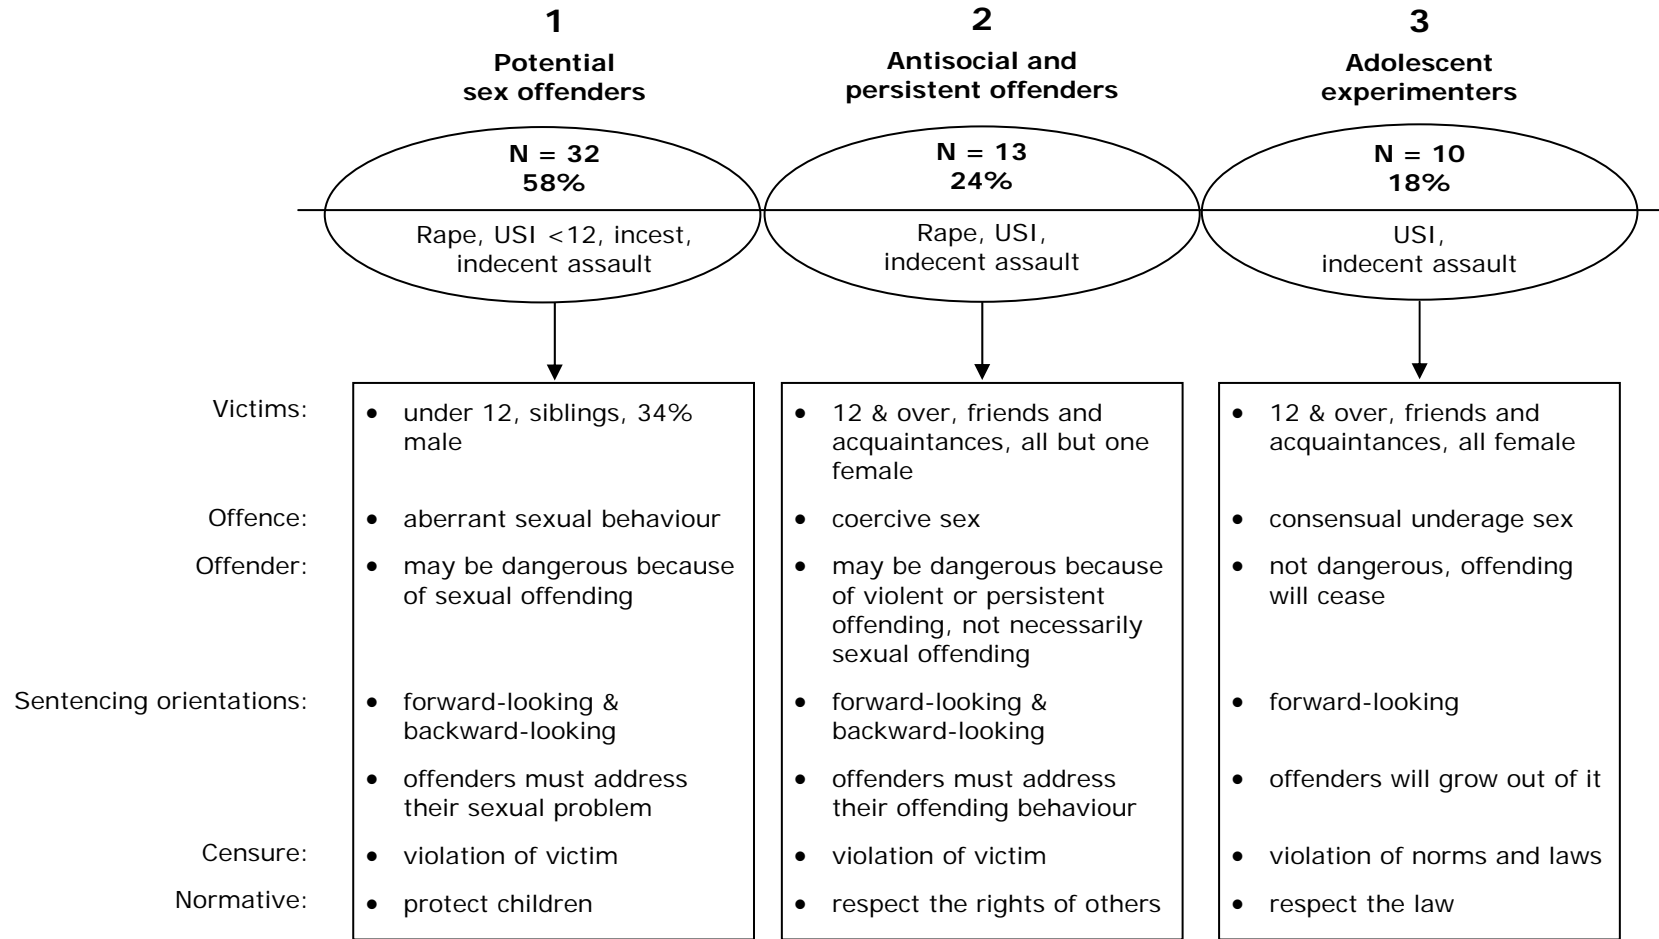 1
Potential
sex offenders
N = 32
58%
Rape, USI <12, incest,
indecent assault
2
Antisocial and
persistent offenders
N = 13
24%
Rape, USI,
indecent assault
3
Adolescent
experimenters
N = 10
18%
USI,
indecent assault
Victims:
• under 12, siblings, 34%
male
• 12 & over, friends and
acquaintances, all but one
female
• 12 & over, friends and
acquaintances, all female
Offence:
• aberrant sexual behaviour
• coercive sex
• consensual underage sex
Offender:
• may be dangerous because
of sexual offending
• may be dangerous because
of violent or persistent
offending, not necessarily
sexual offending
• not dangerous, offending
will cease
Sentencing orientations:
• forward-looking &
backward-looking
• forward-looking &
backward-looking
• forward-looking
• offenders must address
their sexual problem
• offenders must address
their offending behaviour
• offenders will grow out of it
Censure:
• violation of victim
• violation of victim
• violation of norms and laws
Normative:
• protect children
• respect the rights of others
• respect the law